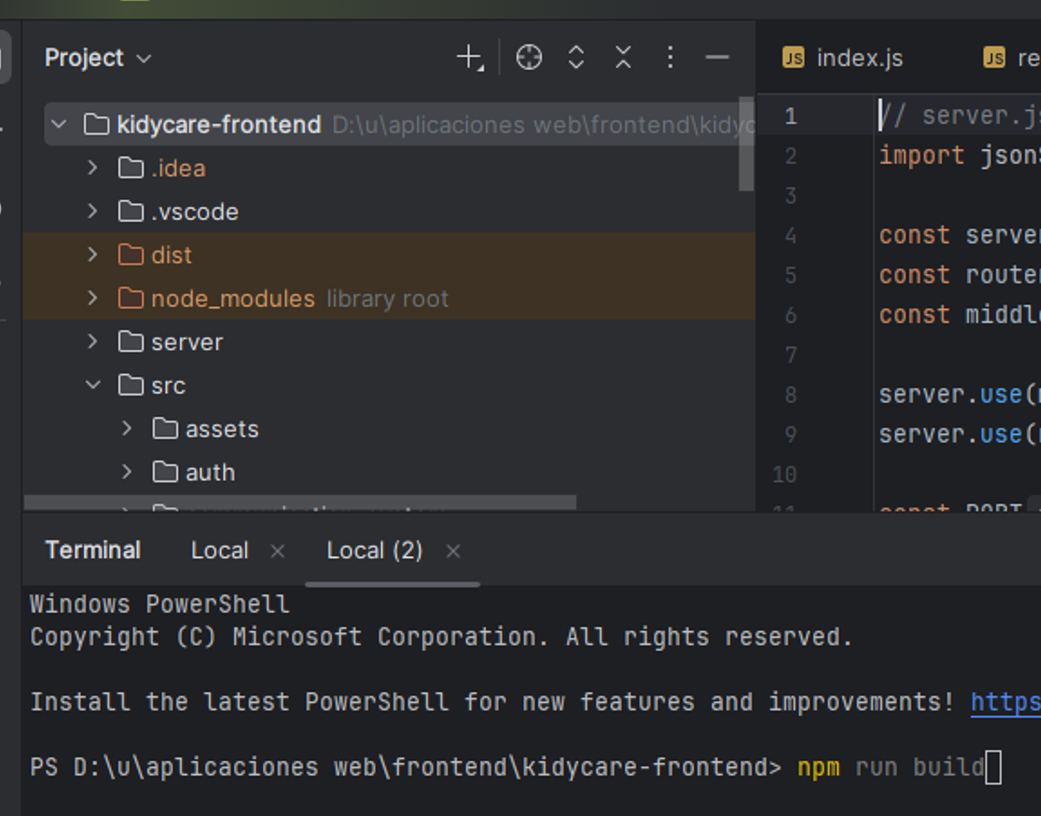 Project
kidycare-frontend D:\u\aplicaciones web\frontend\kidyc
.idea
.vscode
dist
node_modules library root
server
src
assets
auth
JS index.js
JS re
1 // server.js
2 import jsonS
3
4 const server
5 const router
6 const middle
7
8 server.use(
9 server.use(
10
11 const PORT
Terminal Local × Local (2) ×
Windows PowerShell
Copyright (C) Microsoft Corporation. All rights reserved.
Install the latest PowerShell for new features and improvements! https
PS D:\u\aplicaciones web\frontend\kidycare-frontend> npm run build